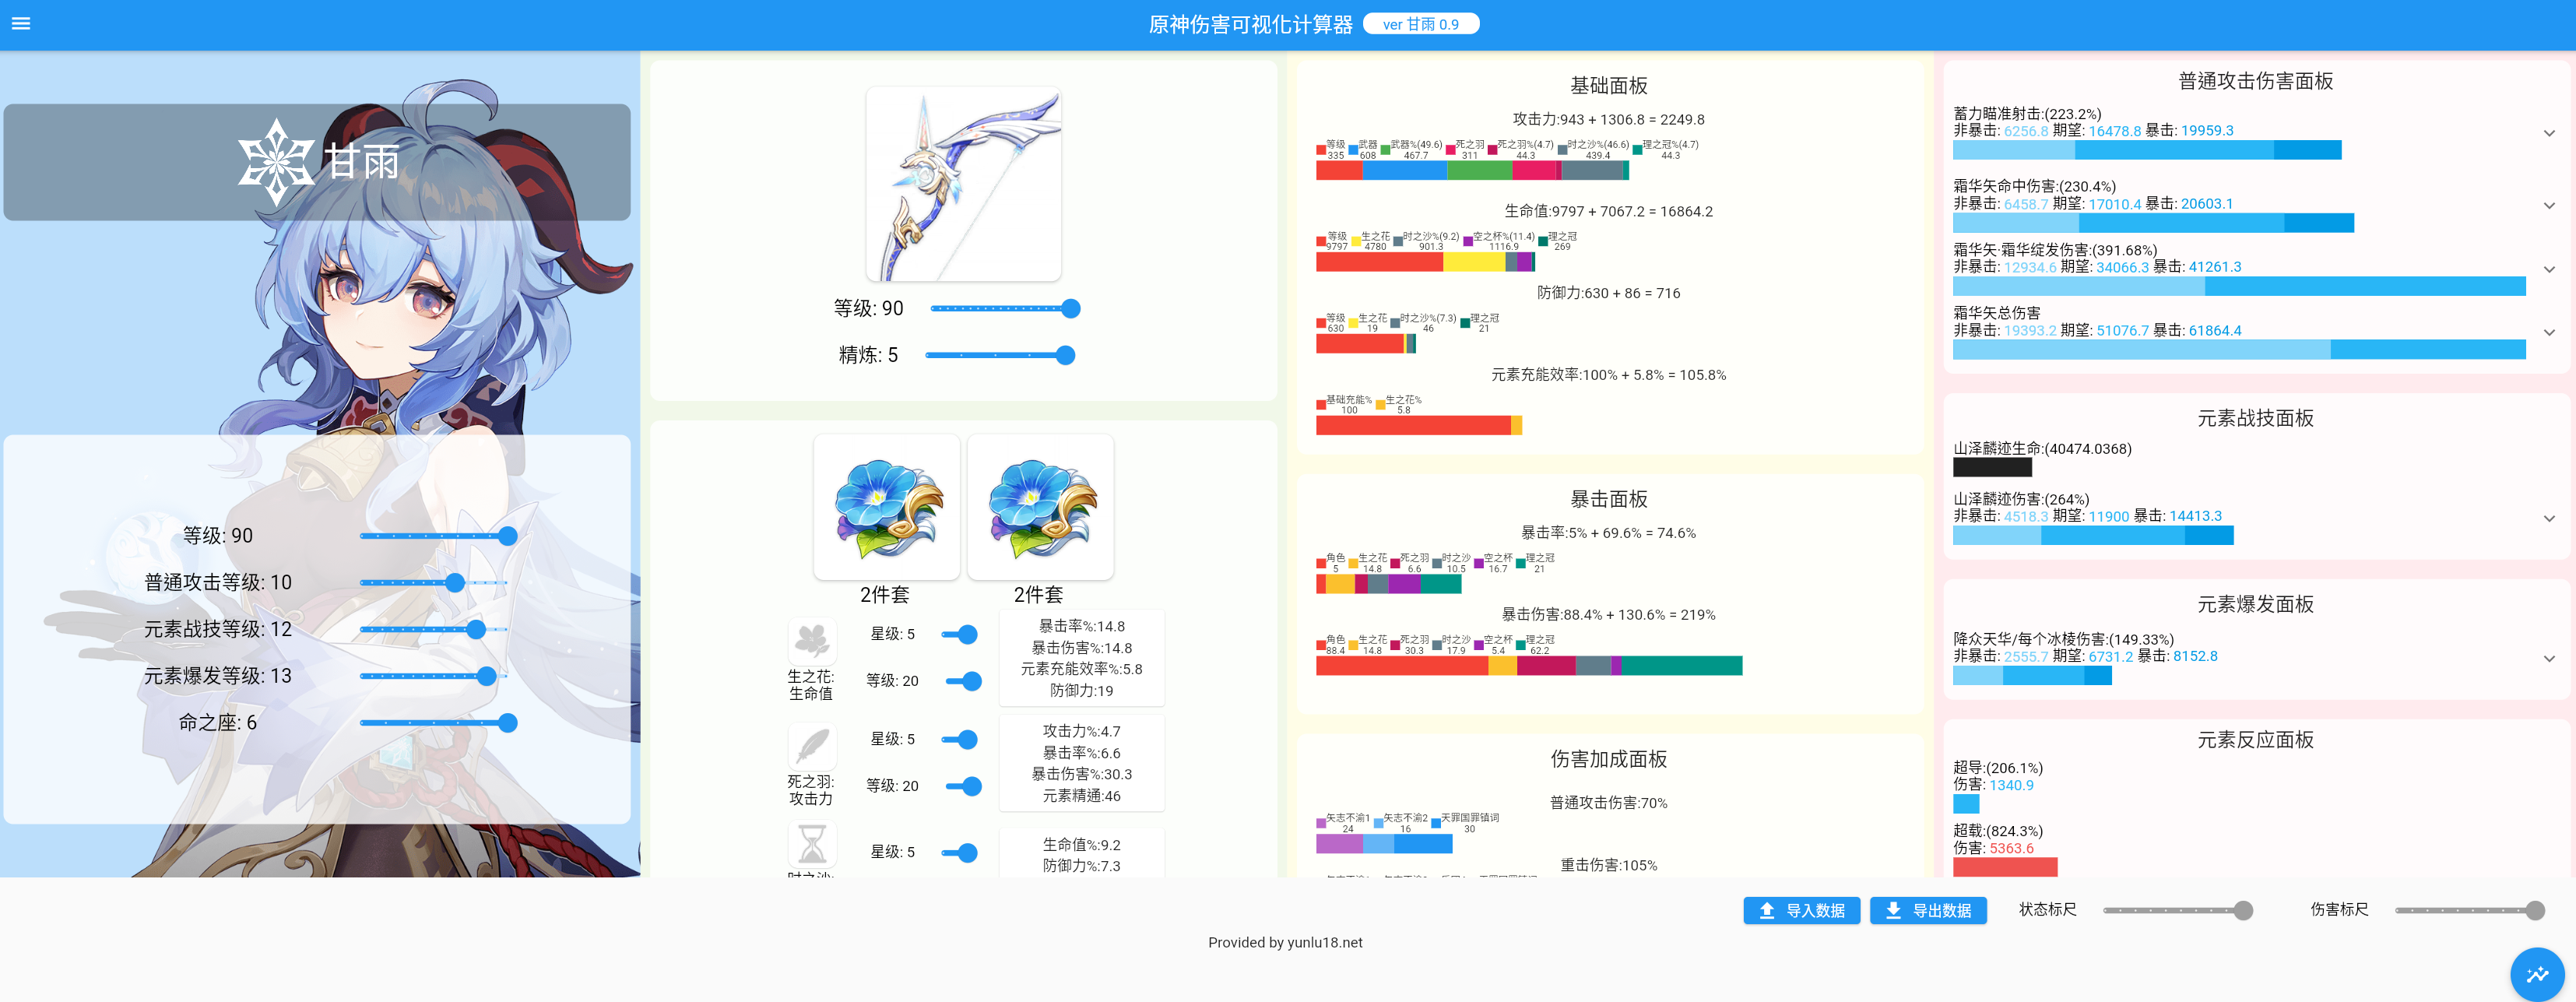 原神伤害可视化计算器 ver 甘雨 0.9
甘雨
等级: 90
普通攻击等级: 10
元素战技等级: 12
元素爆发等级: 13
命之座: 6
等级: 90
精炼: 5
2件套 2件套
生之花:
生命值
星级: 5
等级: 20
暴击率%:14.8
暴击伤害%:14.8
元素充能效率%:5.8
防御力:19
死之羽:
攻击力
星级: 5
等级: 20
攻击力%:4.7
暴击率%:6.6
暴击伤害%:30.3
元素精通:46
时之沙:
星级: 5
生命值%:9.2
防御力%:7.3
基础面板
攻击力:943 + 1306.8 = 2249.8
等级 武器 武器%(49.6) 死之羽 死之羽%(4.7) 时之沙%(46.6) 理之冠%(4.7)
335 608 467.7 311 44.3 439.4 44.3
生命值:9797 + 7067.2 = 16864.2
等级 生之花 时之沙%(9.2) 空之杯%(11.4) 理之冠
9797 4780 901.3 1116.9 269
防御力:630 + 86 = 716
等级 生之花 时之沙%(7.3) 理之冠
630 19 46 21
元素充能效率:100% + 5.8% = 105.8%
基础充能% 生之花%
100 5.8
暴击面板
暴击率:5% + 69.6% = 74.6%
角色 生之花 死之羽 时之沙 空之杯 理之冠
5 14.8 6.6 10.5 16.7 21
暴击伤害:88.4% + 130.6% = 219%
角色 生之花 死之羽 时之沙 空之杯 理之冠
88.4 14.8 30.3 17.9 5.4 62.2
伤害加成面板
普通攻击伤害:70%
矢志不渝1 矢志不渝2 天罪国罪镇词
24 16 30
重击伤害:105%
普通攻击伤害面板
蓄力瞄准射击:(223.2%)
非暴击: 6256.8 期望: 16478.8 暴击: 19959.3
霜华矢命中伤害:(230.4%)
非暴击: 6458.7 期望: 17010.4 暴击: 20603.1
霜华矢·霜华绽发伤害:(391.68%)
非暴击: 12934.6 期望: 34066.3 暴击: 41261.3
霜华矢总伤害
非暴击: 19393.2 期望: 51076.7 暴击: 61864.4
元素战技面板
山泽麟迹生命:(40474.0368)
山泽麟迹伤害:(264%)
非暴击: 4518.3 期望: 11900 暴击: 14413.3
元素爆发面板
降众天华/每个冰棱伤害:(149.33%)
非暴击: 2555.7 期望: 6731.2 暴击: 8152.8
元素反应面板
超导:(206.1%)
伤害: 1340.9
超载:(824.3%)
伤害: 5363.6
导入数据 导出数据 状态标尺 伤害标尺
Provided by yunlu18.net